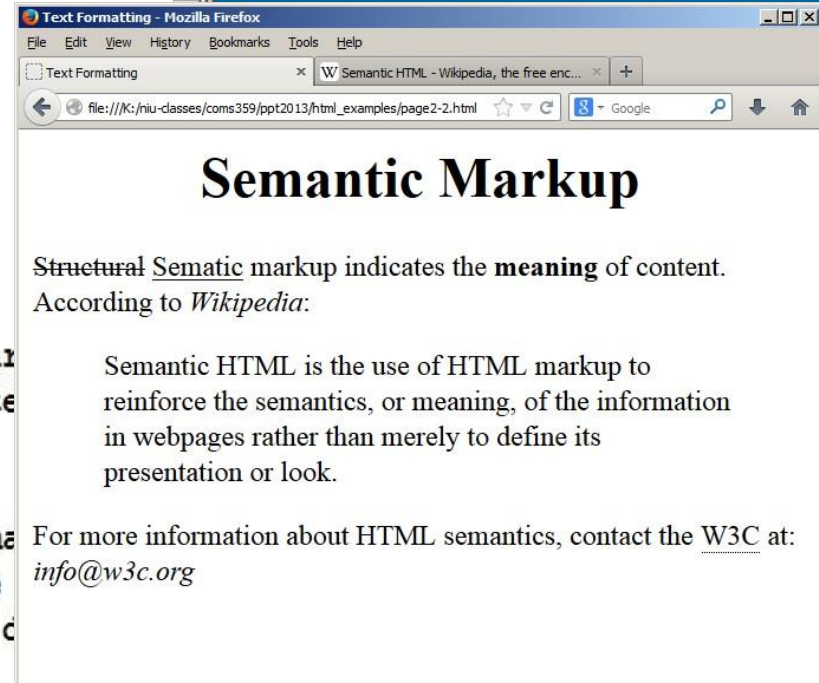 Text Formatting - Mozilla Firefox
File Edit View History Bookmarks Tools Help
Text Formatting × W Semantic HTML - Wikipedia, the free enc... × +
file:///K:/niu-classes/coms359/ppt2013/html_examples/page2-2.html 8 Google
Semantic Markup
Structural Sematic markup indicates the meaning of content.
According to Wikipedia:
Semantic HTML is the use of HTML markup to
reinforce the semantics, or meaning, of the information
in webpages rather than merely to define its
presentation or look.
For more information about HTML semantics, contact the W3C at:
info@w3c.org